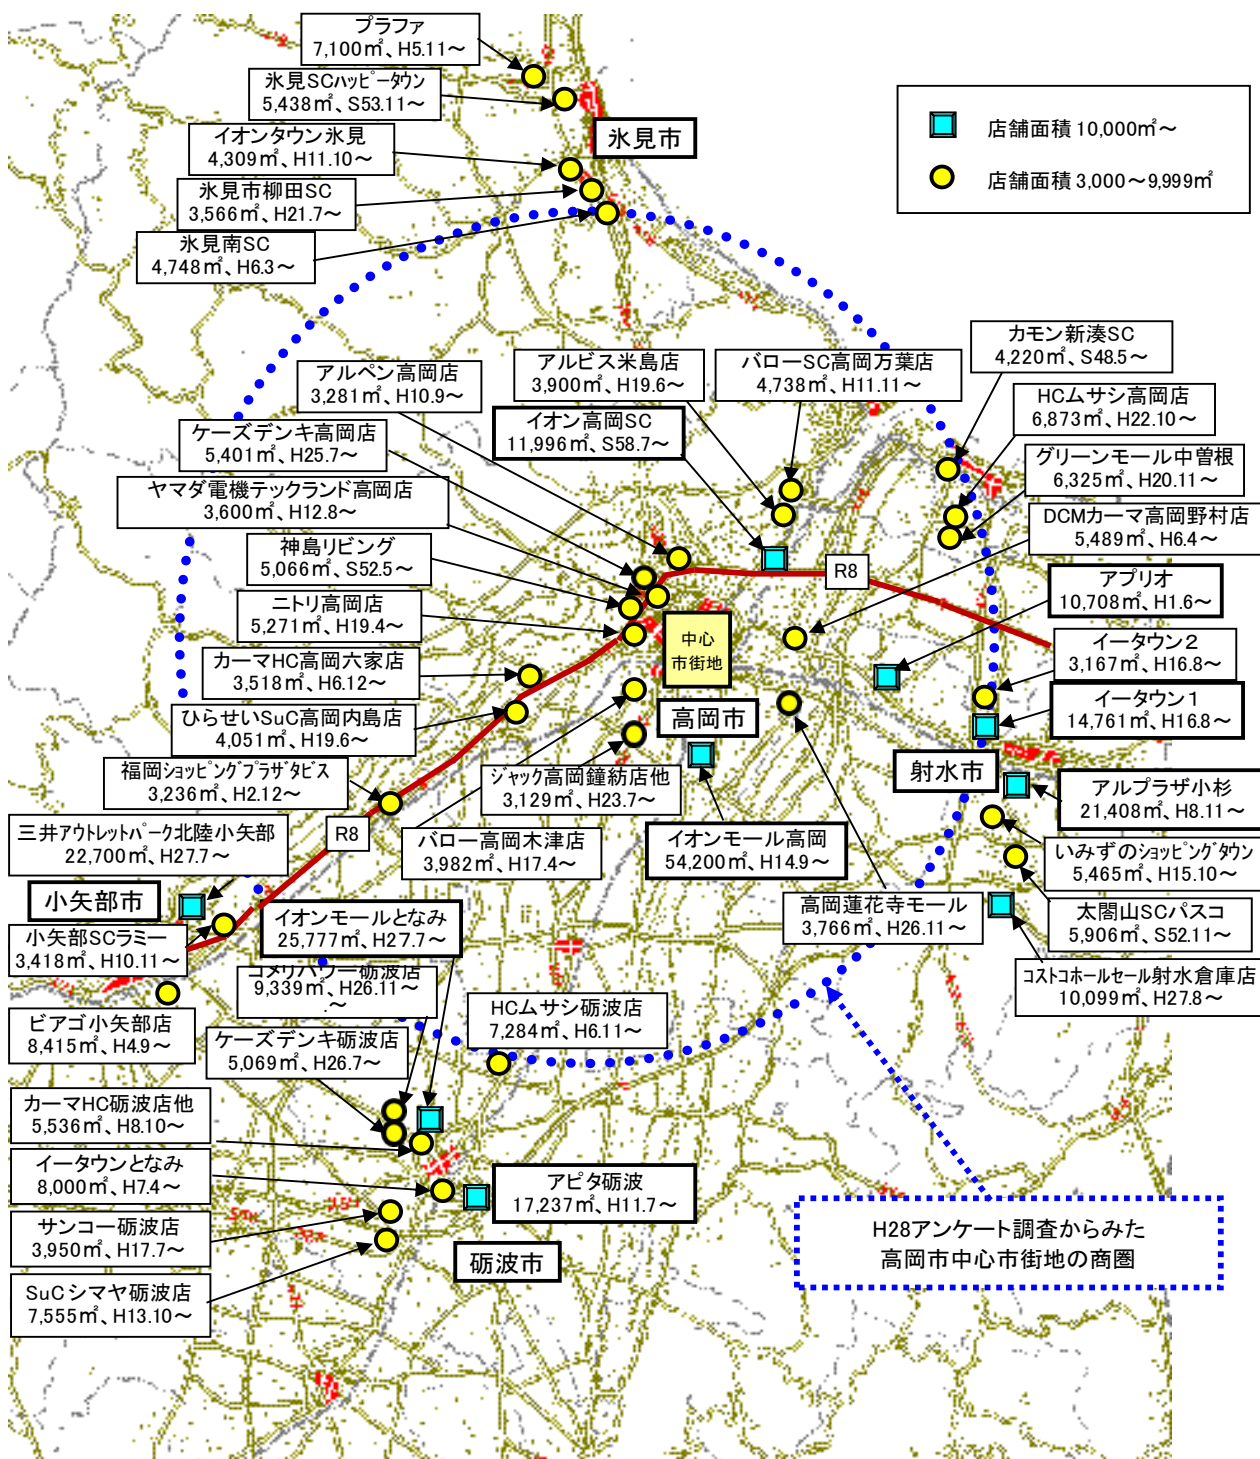 プラファ
7,100㎡、H5.11～
氷見SCハッピータウン
5,438㎡、S53.11～
イオンタウン氷見
4,309㎡、H11.10～
氷見市柳田SC
3,566㎡、H21.7～
氷見南SC
4,748㎡、H6.3～
氷見市
店舗面積 10,000㎡～
店舗面積 3,000～9,999㎡
カモン新湊SC
4,220㎡、S48.5～
アルビス米島店
3,900㎡、H19.6～
バローSC高岡万葉店
4,738㎡、H11.11～
アルペン高岡店
3,281㎡、H10.9～
HCムサシ高岡店
6,873㎡、H22.10～
イオン高岡SC
11,996㎡、S58.7～
ケーズデンキ高岡店
5,401㎡、H25.7～
グリーンモール中曽根
6,325㎡、H20.11～
ヤマダ電機テックランド高岡店
3,600㎡、H12.8～
DCMカーマ高岡野村店
5,489㎡、H6.4～
神島リビング
5,066㎡、S52.5～
R8
アプリオ
10,708㎡、H1.6～
ニトリ高岡店
5,271㎡、H19.4～
中心
市街地
イータウン２
3,167㎡、H16.8～
カーマHC高岡六家店
3,518㎡、H6.12～
イータウン１
14,761㎡、H16.8～
ひらせいSuC高岡内島店
4,051㎡、H19.6～
高岡市
射水市
福岡ショッピングプラザタビス
3,236㎡、H2.12～
ジャック高岡鐘紡店他
3,129㎡、H23.7～
アルプラザ小杉
21,408㎡、H8.11～
三井アウトレットパーク北陸小矢部
22,700㎡、H27.7～
R8
バロー高岡木津店
3,982㎡、H17.4～
イオンモール高岡
54,200㎡、H14.9～
いみずのショッピングタウン
5,465㎡、H15.10～
小矢部市
イオンモールとなみ
25,777㎡、H27.7～
高岡蓮花寺モール
3,766㎡、H26.11～
太閤山SCパスコ
5,906㎡、S52.11～
小矢部SCラミー
3,418㎡、H10.11～
コメリパワー砺波店
9,339㎡、H26.11～
～
コストコホールセール射水倉庫店
10,099㎡、H27.8～
ピアゴ小矢部店
8,415㎡、H4.9～
HCムサシ砺波店
7,284㎡、H6.11～
ケーズデンキ砺波店
5,069㎡、H26.7～
カーマHC砺波店他
5,536㎡、H8.10～
イータウンとなみ
8,000㎡、H7.4～
アピタ砺波
17,237㎡、H11.7～
サンコー砺波店
3,950㎡、H17.7～
砺波市
H28アンケート調査からみた
高岡市中心市街地の商圏
SuCシマヤ砺波店
7,555㎡、H13.10～